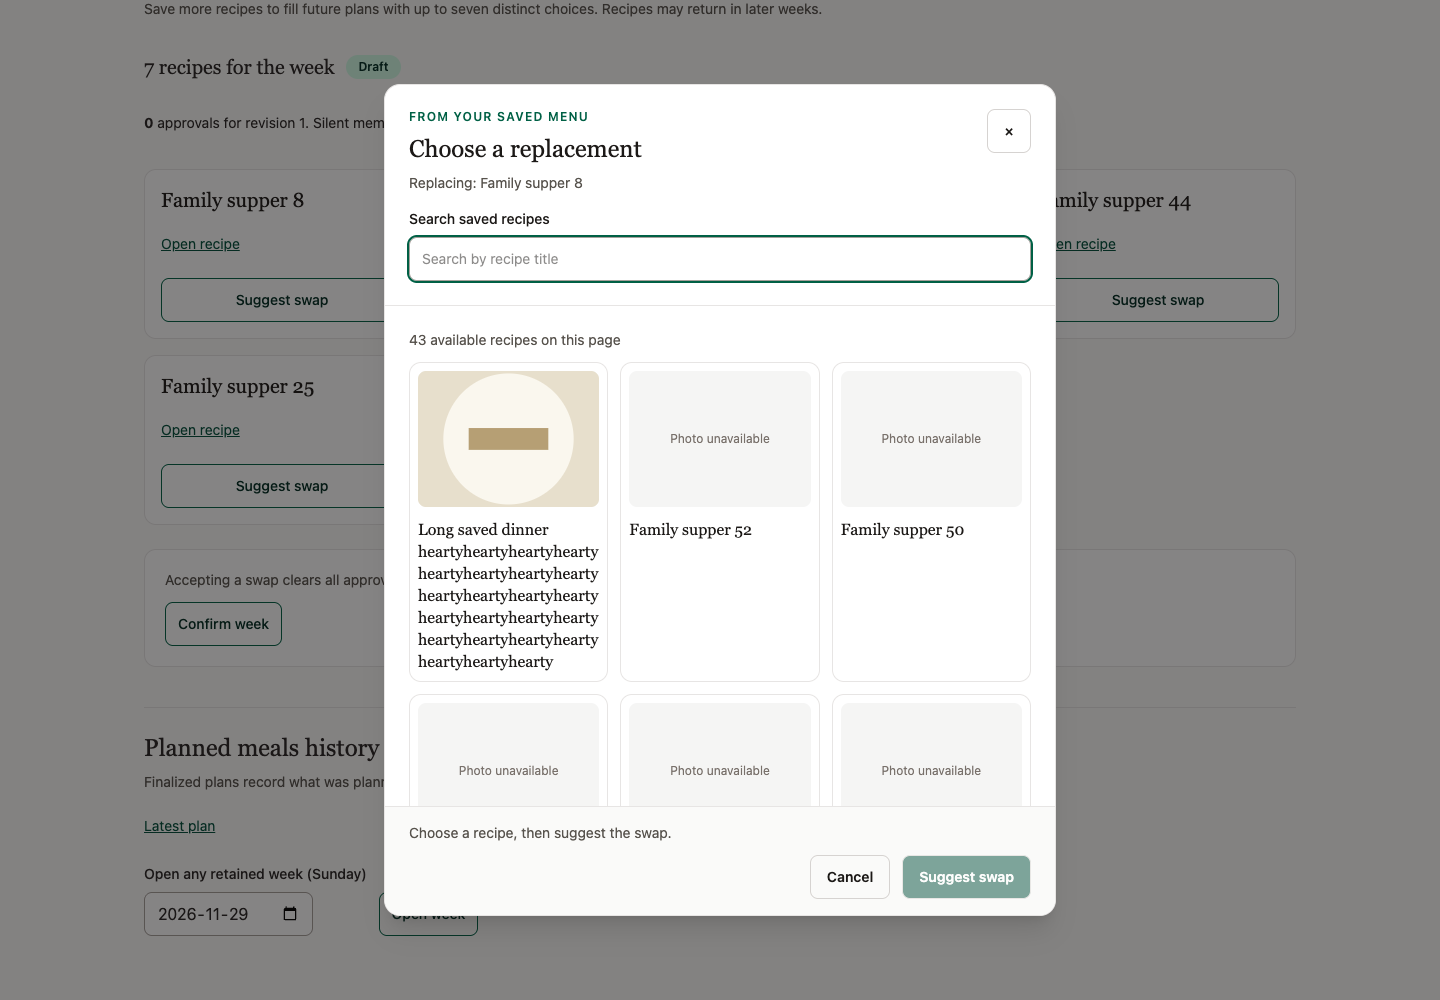 Save more recipes to fill future plans with up to seven distinct choices. Recipes may return in later weeks.
7 recipes for the week
Draft
0 approvals for revision 1. Silent mem
Family supper 8
Open recipe
Suggest swap
mily supper 44
en recipe
Suggest swap
Family supper 25
Open recipe
Suggest swap
Accepting a swap clears all approv
Confirm week
Planned meals history
Finalized plans record what was plann
Latest plan
Open any retained week (Sunday)
2026-11-29
Open week
FROM YOUR SAVED MENU
Choose a replacement
×
Replacing: Family supper 8
Search saved recipes
Search by recipe title
43 available recipes on this page
Long saved dinner
heartyheartyheartyhearty
heartyheartyheartyhearty
heartyheartyheartyhearty
heartyheartyheartyhearty
heartyheartyheartyhearty
heartyheartyhearty
Photo unavailable
Family supper 52
Photo unavailable
Family supper 50
Photo unavailable
Photo unavailable
Photo unavailable
Choose a recipe, then suggest the swap.
Cancel
Suggest swap